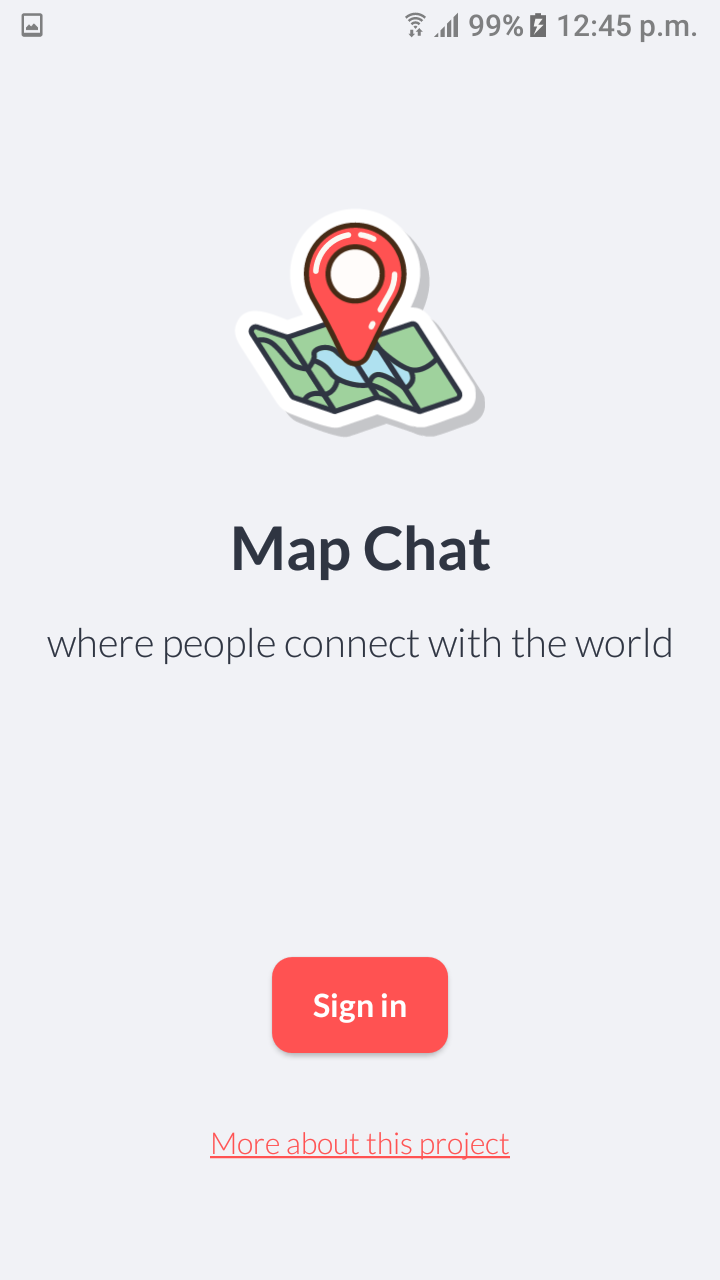 99% 12:45 p.m.
Map Chat
where people connect with the world
Sign in
More about this project